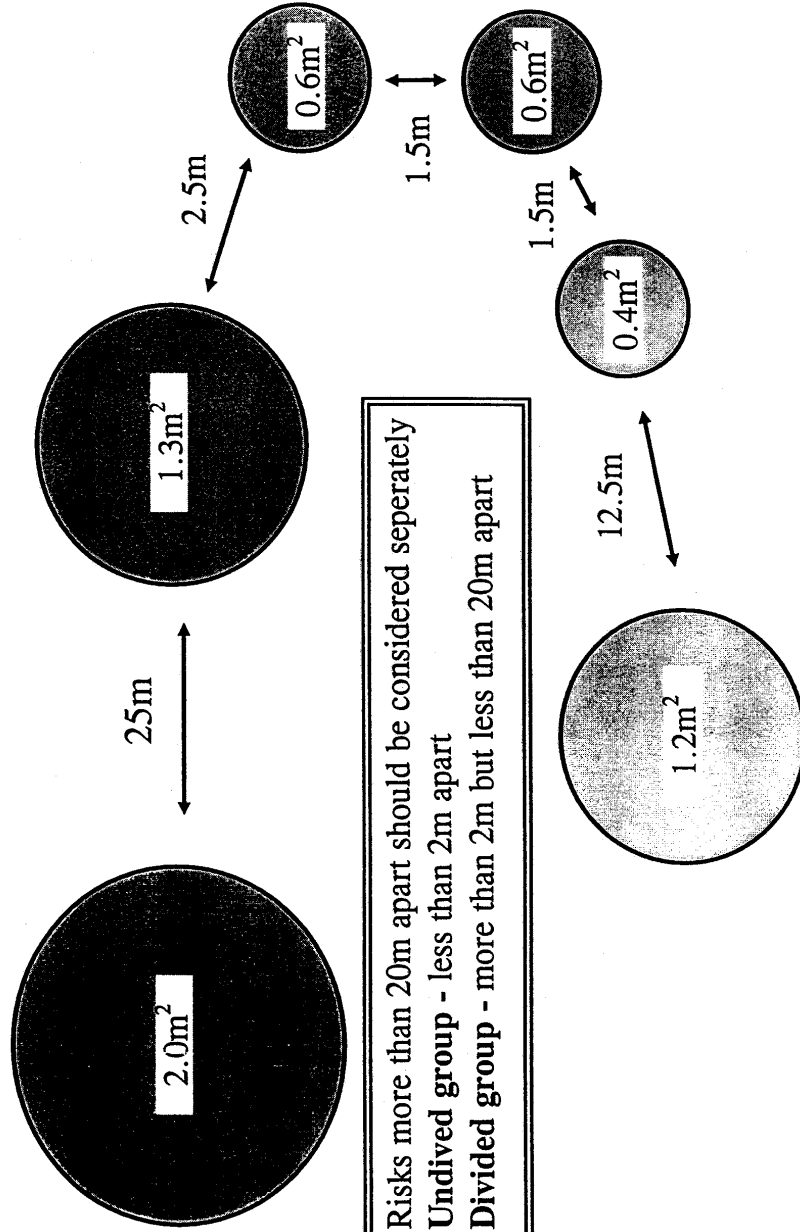 25m
2.0m²
1.3m²
2.5m
0.6m²
1.5m
Risks more than 20m apart should be considered seperately
Undived group - less than 2m apart
Divided group - more than 2m but less than 20m apart
0.6m²
1.5m
12.5m
0.4m²
1.2m²